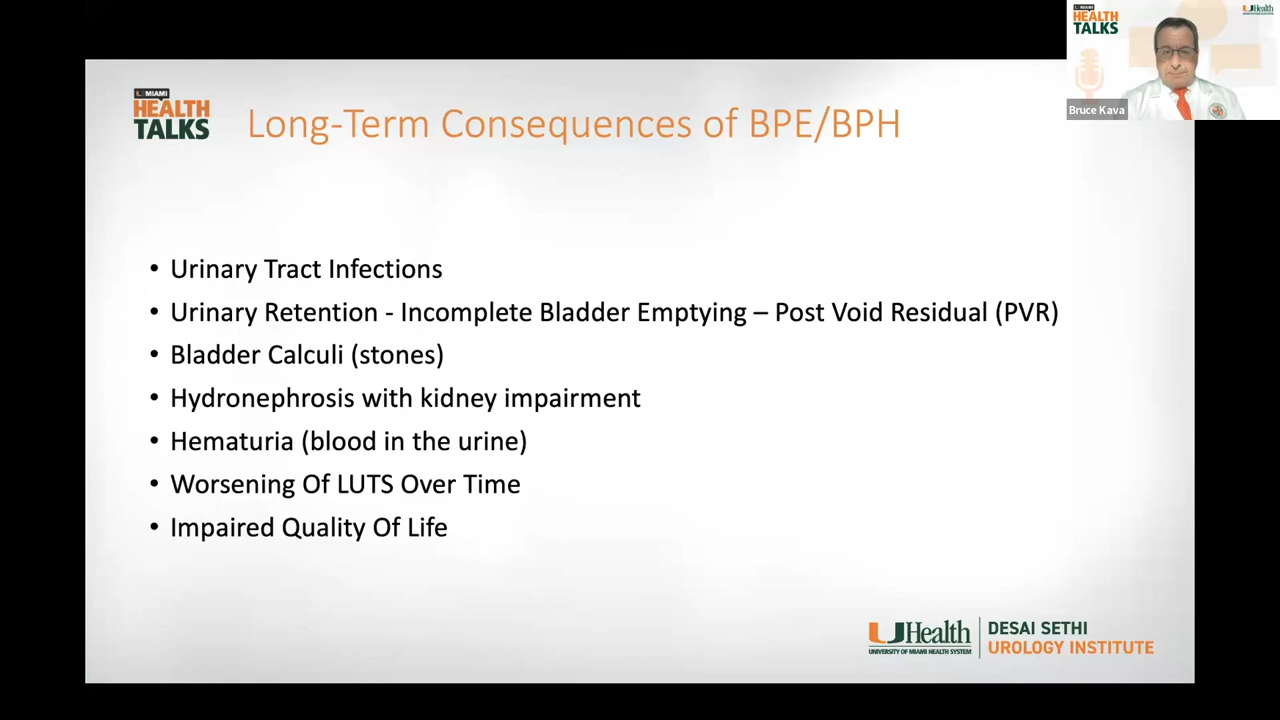 U MIAMI
HEALTH
TALKS
Long-Term Consequences of BPE/BPH
• Urinary Tract Infections
• Urinary Retention - Incomplete Bladder Emptying – Post Void Residual (PVR)
• Bladder Calculi (stones)
• Hydronephrosis with kidney impairment
• Hematuria (blood in the urine)
• Worsening Of LUTS Over Time
• Impaired Quality Of Life
UHealth
UNIVERSITY OF MIAMI HEALTH SYSTEM
DESAI SETHI
UROLOGY INSTITUTE
MIAMI
HEALTH
TALKS
UHealth
Bruce Kava